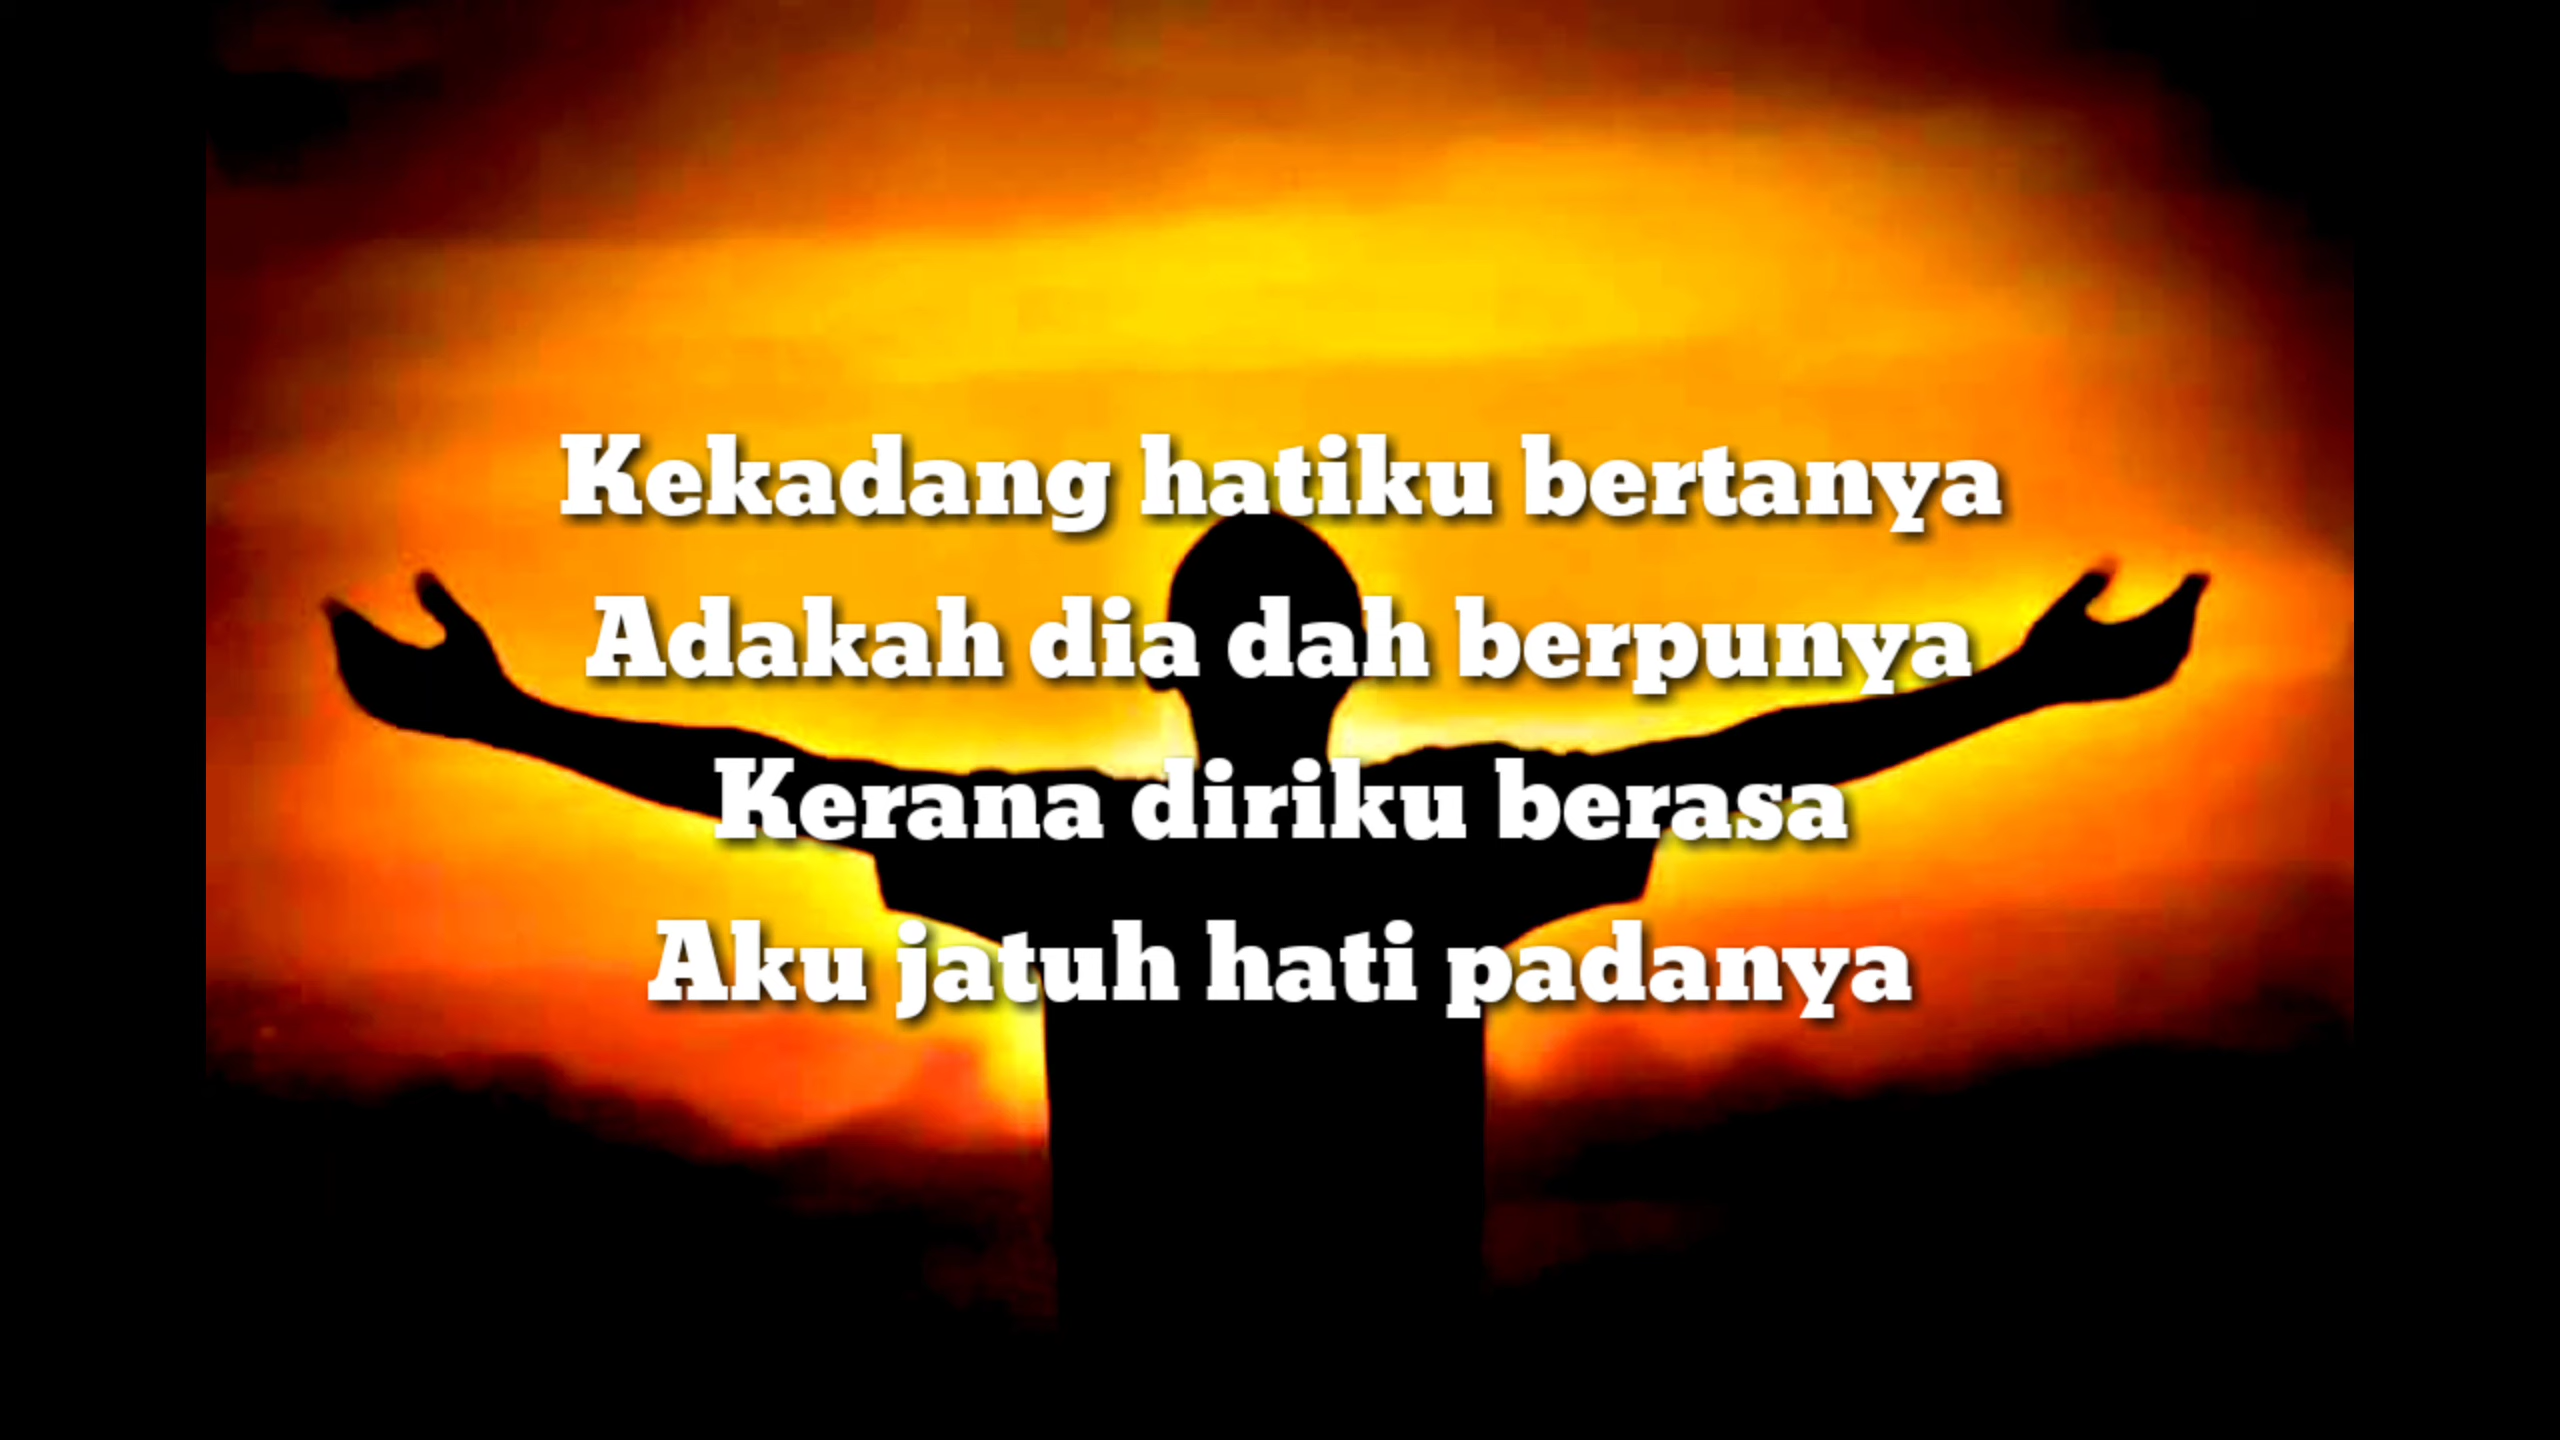 Kekadang hatiku bertanya
Adakah dia dah berpunya
Kerana diriku berasa
Aku jatuh hati padanya